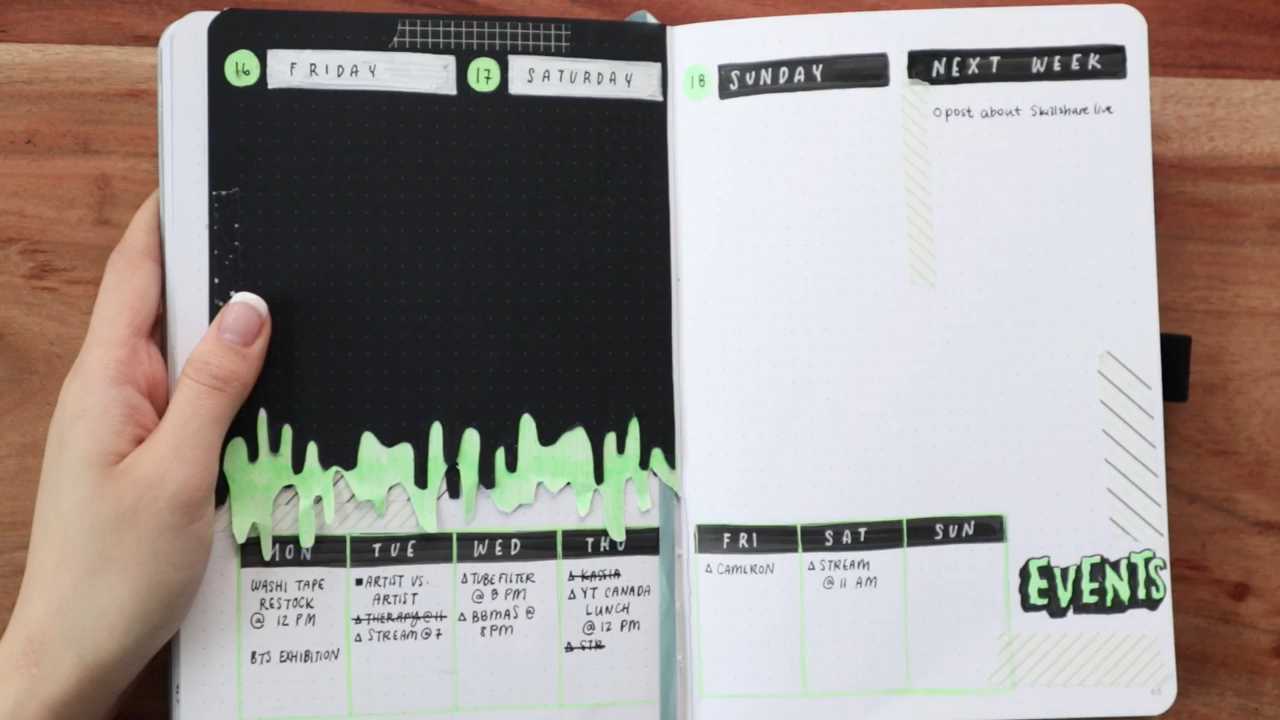 16 FRIDAY
17 SATURDAY
18 SUNDAY
NEXT WEEK
O post about Skillshare live
MON
WASHI TAPE
RESTOCK
@ 12 PM
BTS EXHIBITION
TUE
■ ARTIST VS.
ARTIST
Δ THERAPY @ 11
Δ STREAM @ 7
WED
Δ TUBEFILTER
@ 8 PM
Δ BBMAS @
8PM
THU
Δ KASSIA
Δ YT CANADA
LUNCH
@ 12 PM
Δ STR
FRI
Δ CAMERON
SAT
Δ STREAM
@ 11 AM
SUN
EVENTS